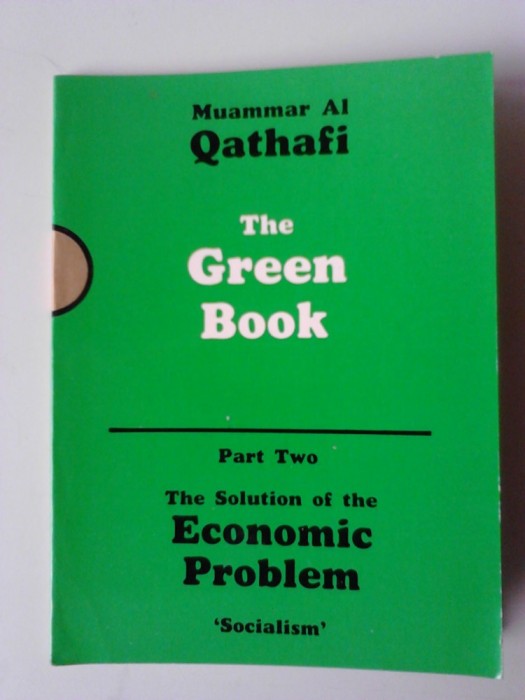 Muammar Al
Qathafi
The
Green
Book
Part Two
The Solution of the
Economic
Problem
‘Socialism’